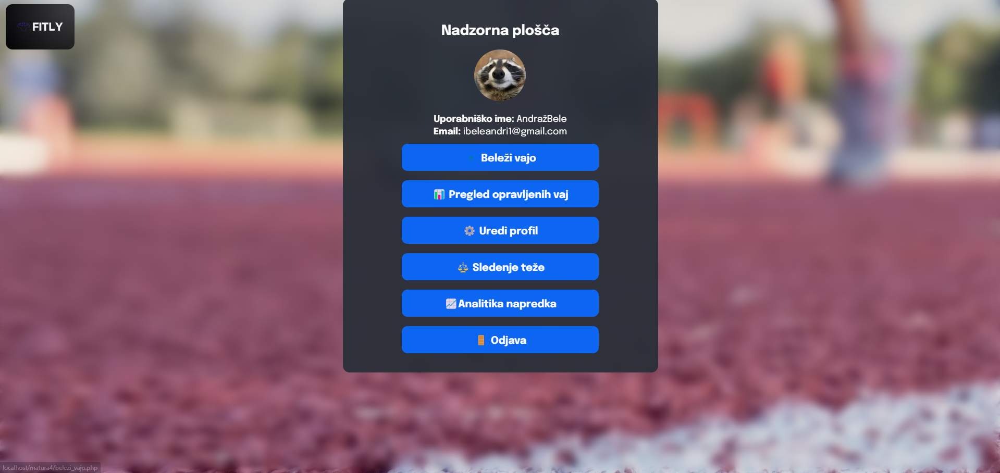 FITLY
Nadzorna plošča
Uporabniško ime: AndražBele
Email: ibeleandri1@gmail.com
Beleži vajo
Pregled opravljenih vaj
Uredi profil
Sledenje teže
Analitika napredka
Odjava
localhost/matura4/belezi_vajo.php